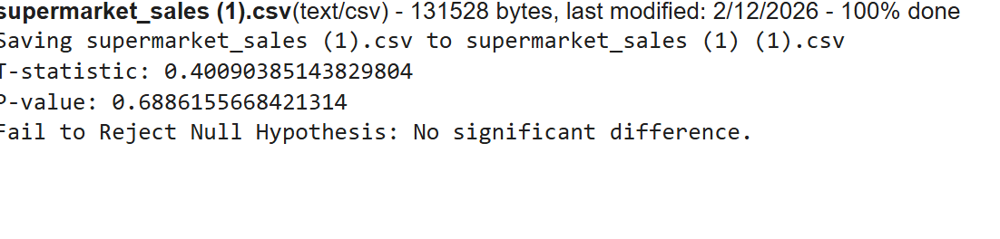 supermarket_sales (1).csv(text/csv) - 131528 bytes, last modified: 2/12/2026 - 100% done
Saving supermarket_sales (1).csv to supermarket_sales (1) (1).csv
T-statistic: 0.40090385143829804
P-value: 0.6886155668421314
Fail to Reject Null Hypothesis: No significant difference.